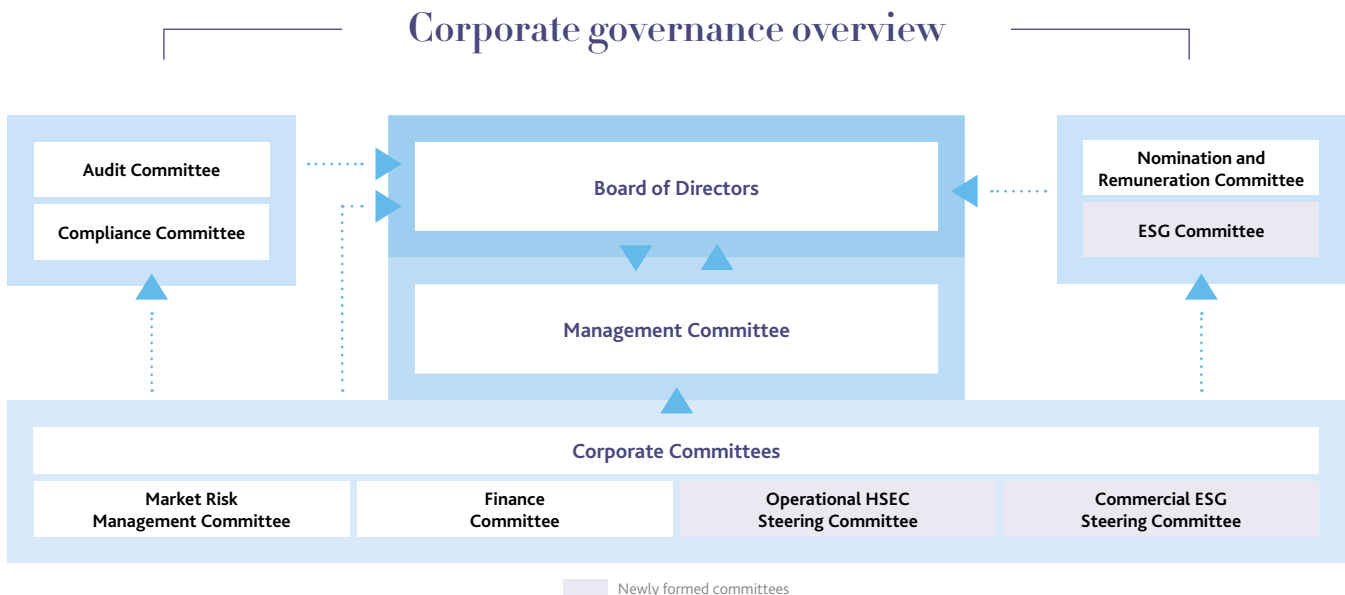 Corporate governance overview
Audit Committee
Compliance Committee
Board of Directors
Management Committee
Nomination and
Remuneration Committee
ESG Committee
Corporate Committees
Market Risk
Management Committee
Finance
Committee
Operational HSEC
Steering Committee
Commercial ESG
Steering Committee
Newly formed committees